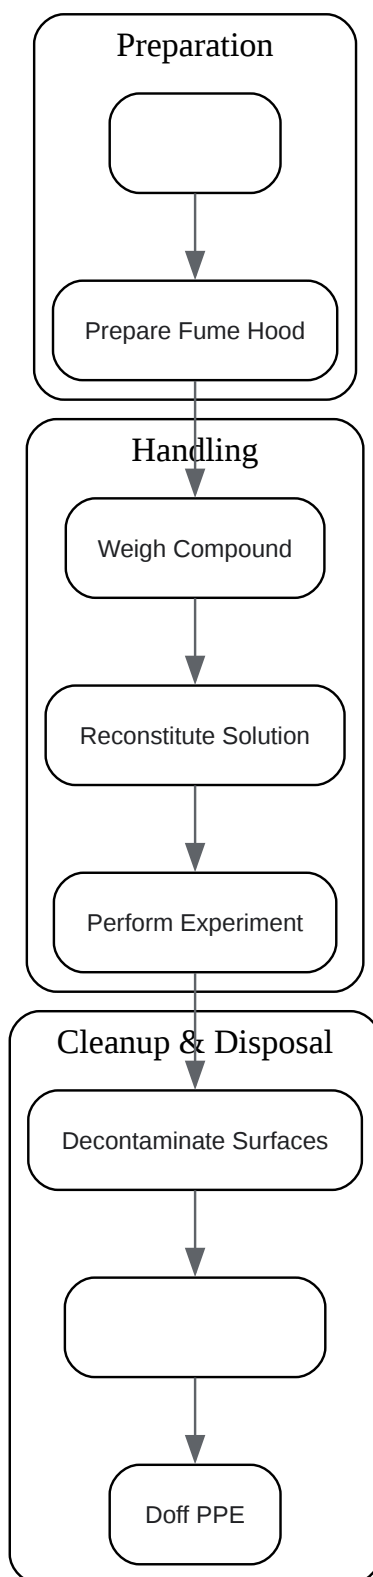 Preparation
Prepare Fume Hood
Handling
Weigh Compound
Reconstitute Solution
Perform Experiment
Cleanup & Disposal
Decontaminate Surfaces
Doff PPE